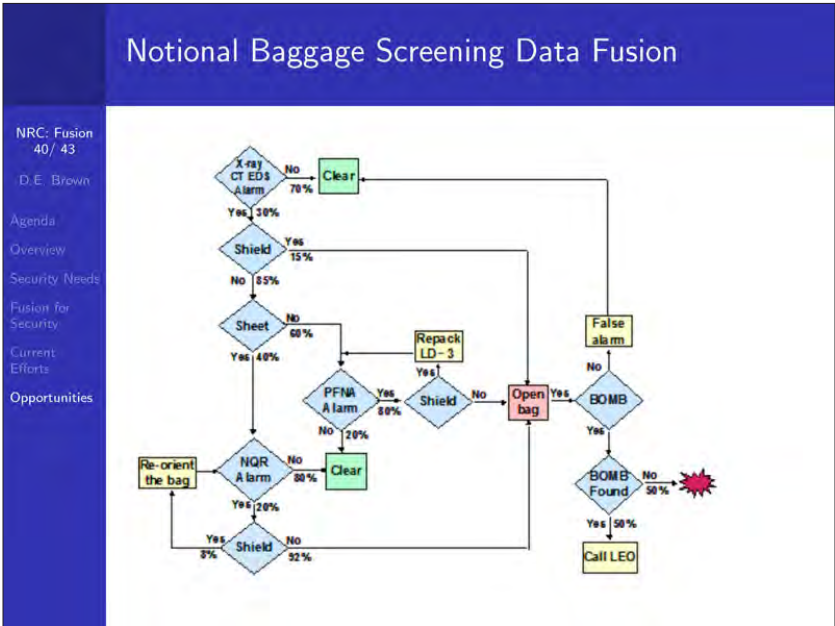 Notional Baggage Screening Data Fusion
NRC: Fusion
40/ 43
D.E. Brown
Agenda
Overview
Security Needs
Fusion for
Security
Current
Efforts
Opportunities
X-ray
CT EDS
Alarm
No
70%
Clear
Yes 30%
Shield
Yes
15%
No 85%
Sheet
No
60%
Yes 40%
Repack
LD-3
Yes
PFNA
Alarm
Yes
80%
Shield
No
No 20%
Open
bag
Yes
BOMB
No
False
alarm
Yes
Re-orient
the bag
NQR
Alarm
No
80%
Clear
Yes 20%
Yes
8%
Shield
No
92%
BOMB
Found
No
50%
Yes 50%
Call LEO